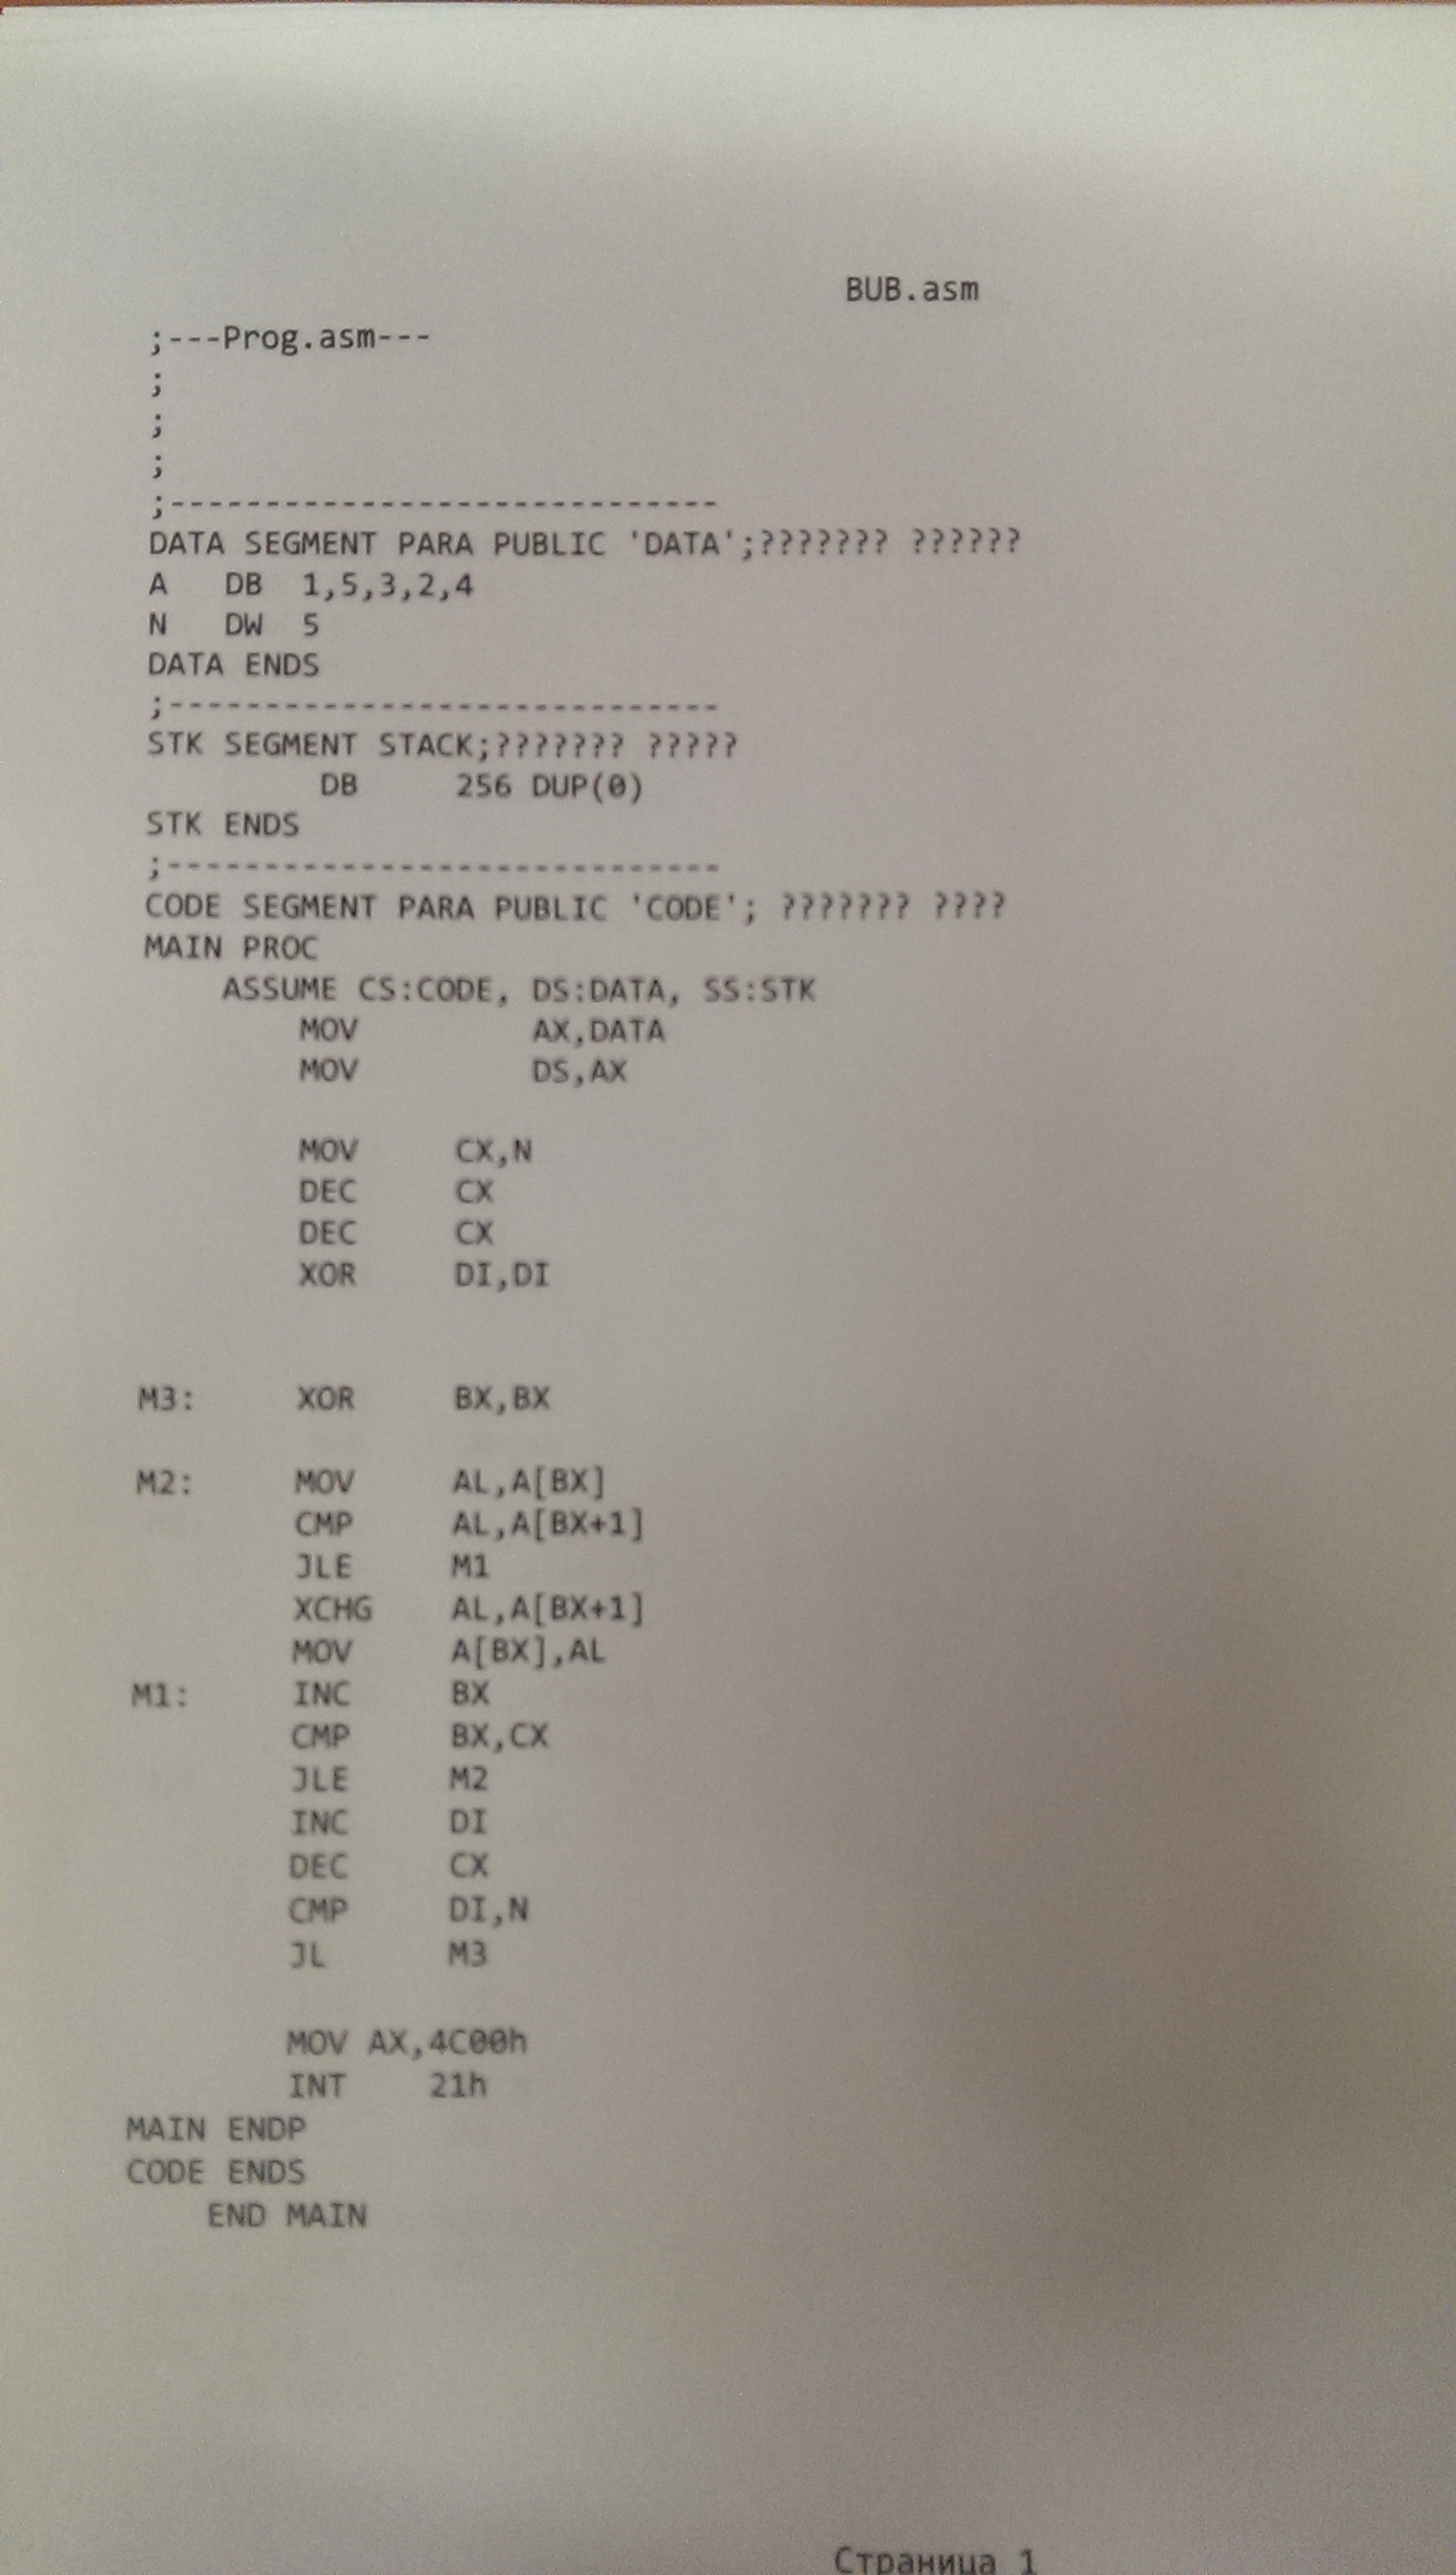 BUB.asm
;---Prog.asm---
;
;
;
;----------------------------
DATA SEGMENT PARA PUBLIC 'DATA';??????? ??????
A   DB  1,5,3,2,4
N   DW  5
DATA ENDS
;----------------------------
STK SEGMENT STACK;??????? ?????
         DB     256 DUP(0)
STK ENDS
;----------------------------
CODE SEGMENT PARA PUBLIC 'CODE'; ??????? ????
MAIN PROC
    ASSUME CS:CODE, DS:DATA, SS:STK
        MOV         AX,DATA
        MOV         DS,AX
        MOV     CX,N
        DEC     CX
        DEC     CX
        XOR     DI,DI
M3:     XOR     BX,BX
M2:     MOV     AL,A[BX]
        CMP     AL,A[BX+1]
        JLE     M1
        XCHG    AL,A[BX+1]
        MOV     A[BX],AL
M1:     INC     BX
        CMP     BX,CX
        JLE     M2
        INC     DI
        DEC     CX
        CMP     DI,N
        JL      M3
        MOV AX,4C00h
        INT    21h
MAIN ENDP
CODE ENDS
    END MAIN
Страница 1